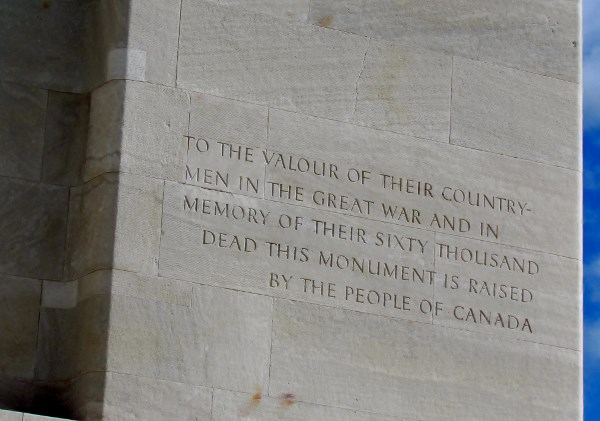 TO THE VALOUR OF THEIR COUNTRY-
MEN IN THE GREAT WAR AND IN
MEMORY OF THEIR SIXTY THOUSAND
DEAD THIS MONUMENT IS RAISED
BY THE PEOPLE OF CANADA